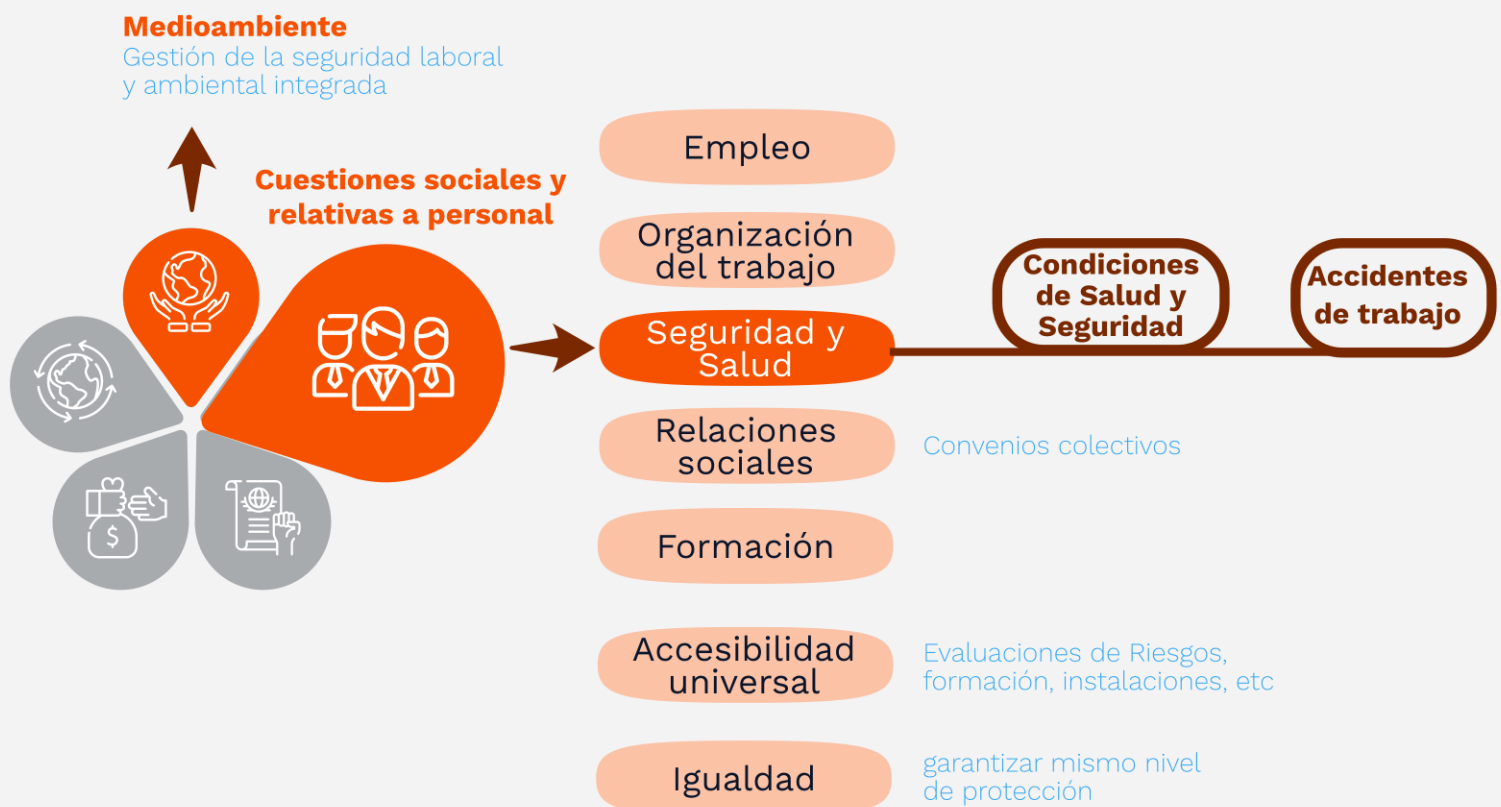 Medioambiente
Gestión de la seguridad laboral
y ambiental integrada
Cuestiones sociales y
relativas a personal
Empleo
Organización
del trabajo
Seguridad y
Salud
Condiciones
de Salud y
Seguridad
Accidentes
de trabajo
Relaciones
sociales
Convenios colectivos
Formación
Accesibilidad
universal
Evaluaciones de Riesgos,
formación, instalaciones, etc
Igualdad
garantizar mismo nivel
de protección
$